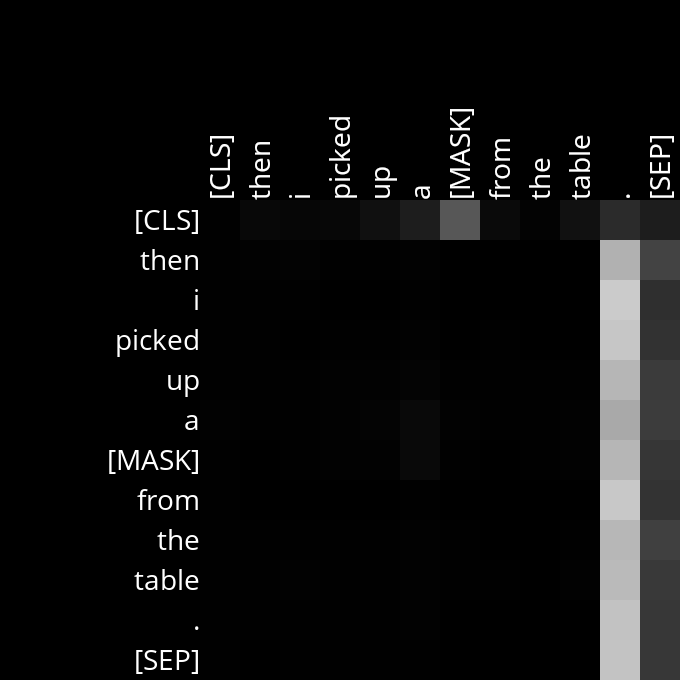 [CLS] then i picked up a [MASK] from the table . [SEP]
[CLS]
then
i
picked
up
a
[MASK]
from
the
table
.
[SEP]